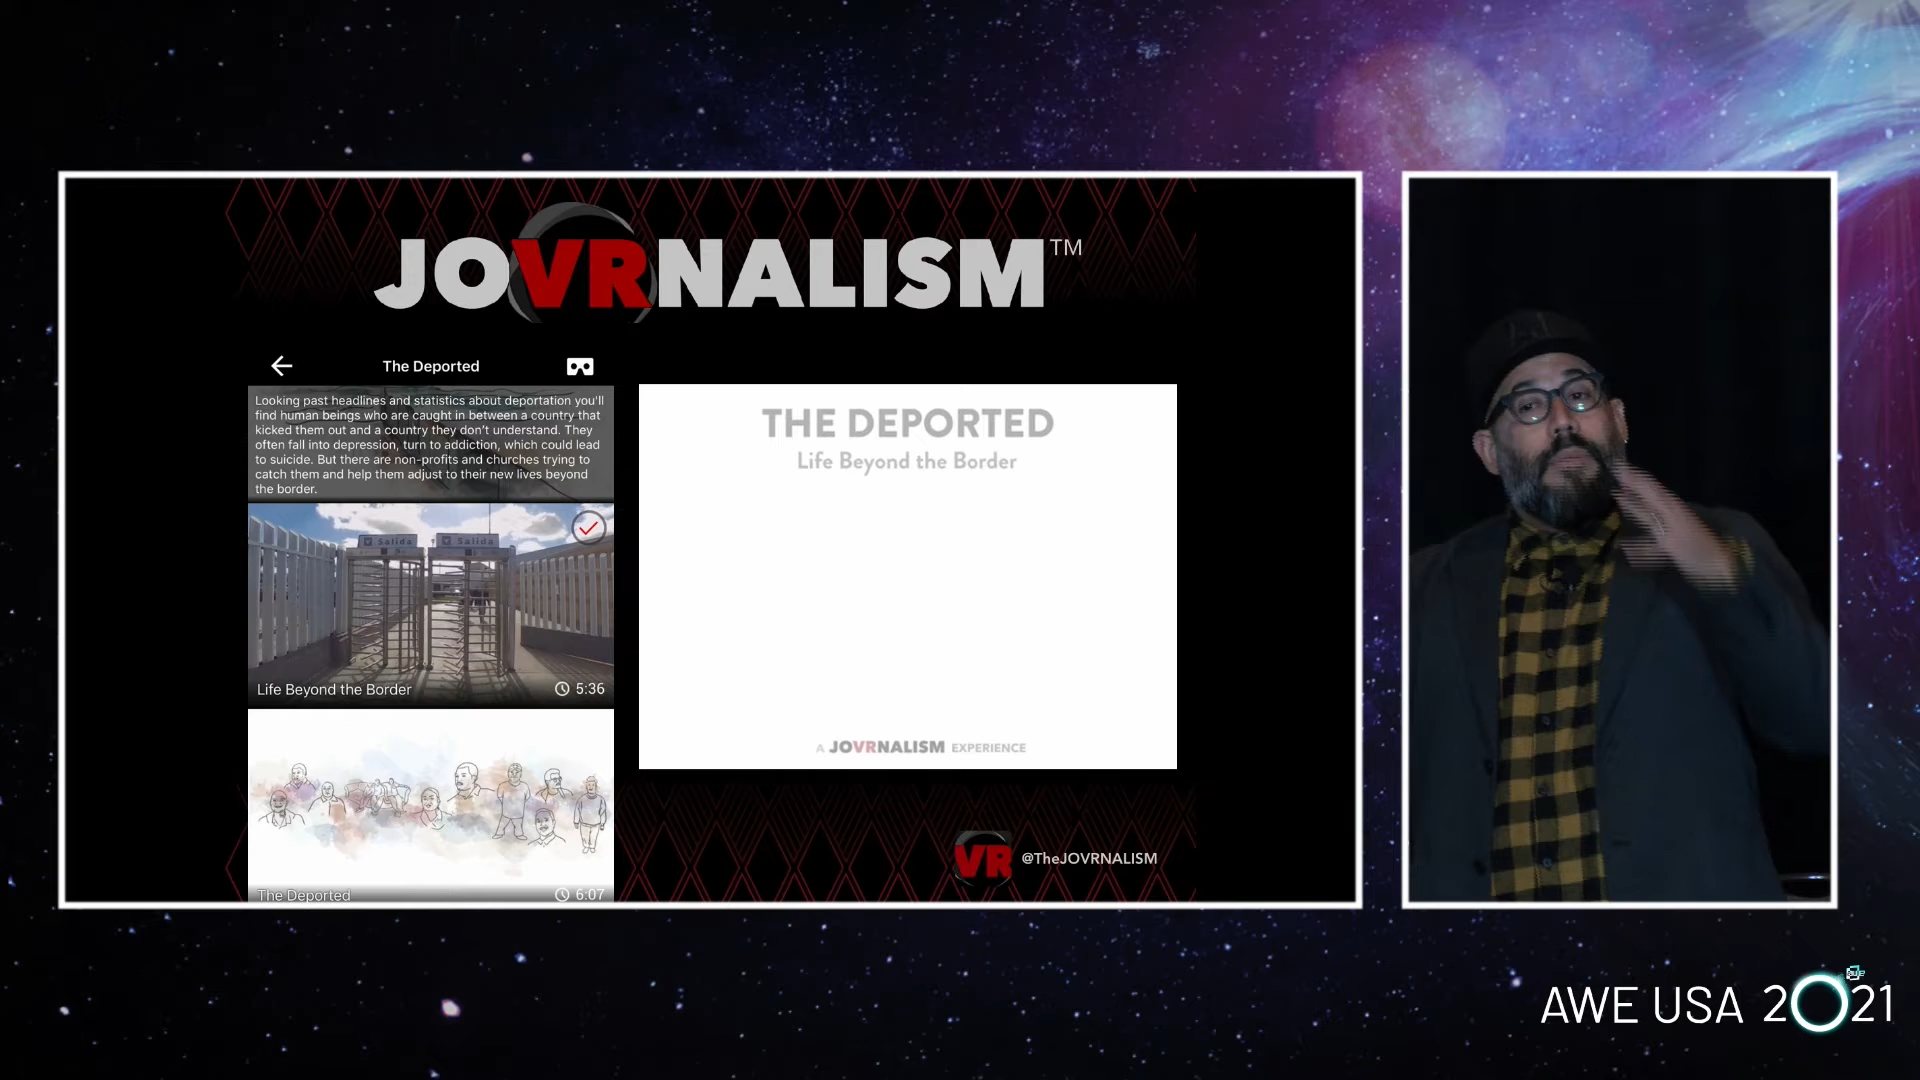 JOVRNALISM™
The Deported
Looking past headlines and statistics about deportation you'll
find human beings who are caught in between a country that
kicked them out and a country they don't understand. They
often fall into depression, turn to addiction, which could lead
to suicide. But there are non-profits and churches trying to
catch them and help them adjust to their new lives beyond
the border.
Salida
Salida
Life Beyond the Border
5:36
The Deported
6:07
THE DEPORTED
Life Beyond the Border
A JOVRNALISM EXPERIENCE
VR @TheJOVRNALISM
AWE USA 2021